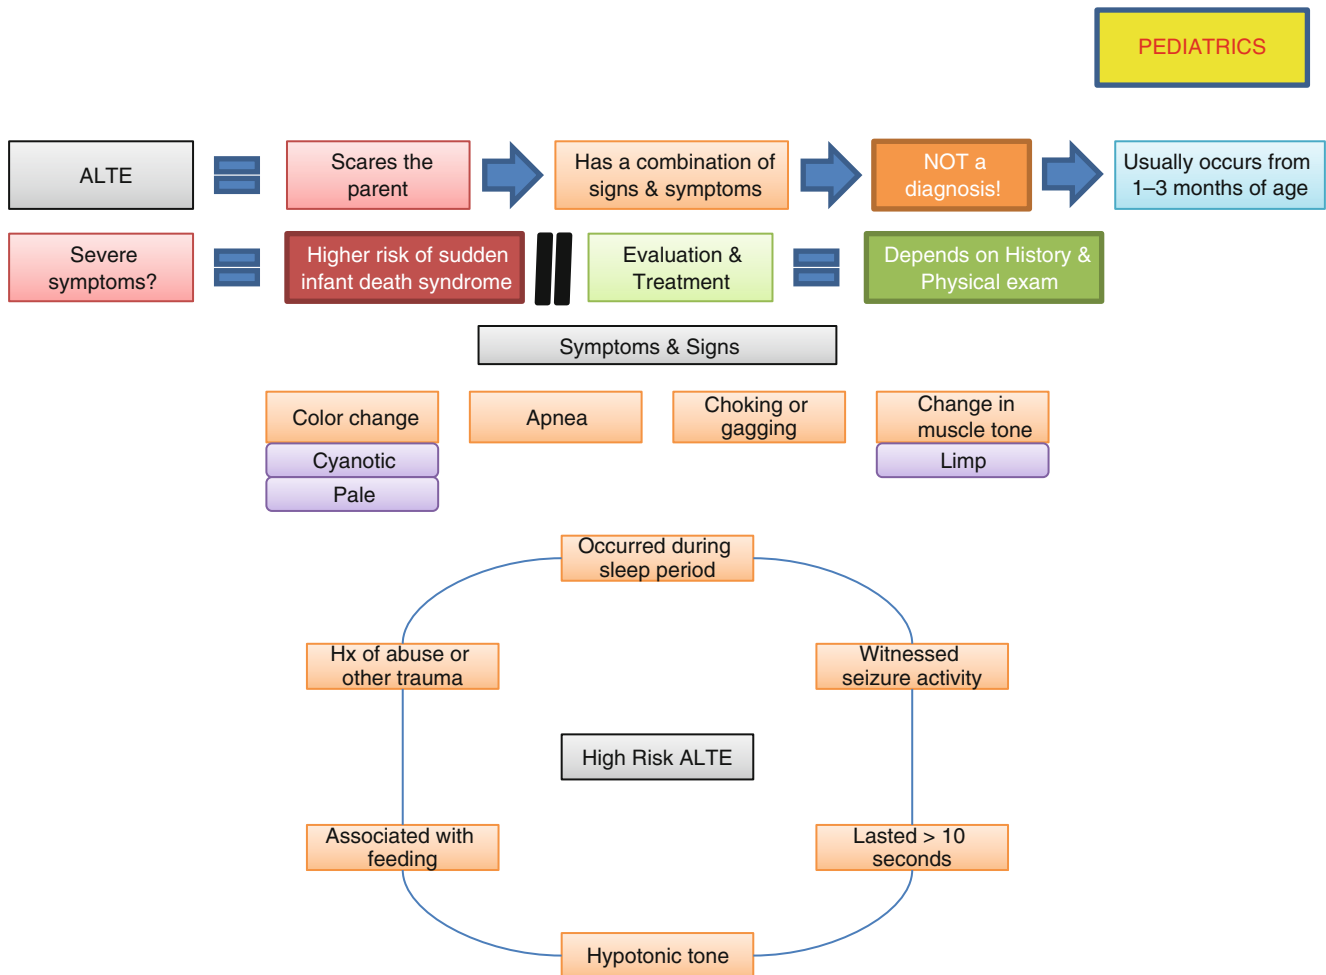 PEDIATRICS
ALTE
Scares the
parent
Has a combination of
signs & symptoms
NOT a
diagnosis!
Usually occurs from
1–3 months of age
Severe
symptoms?
Higher risk of sudden
infant death syndrome
Evaluation &
Treatment
Depends on History &
Physical exam
Symptoms & Signs
Color change
Cyanotic
Pale
Apnea
Choking or
gagging
Change in
muscle tone
Limp
Occurred during
sleep period
Hx of abuse or
other trauma
Witnessed
seizure activity
High Risk ALTE
Associated with
feeding
Lasted > 10
seconds
Hypotonic tone